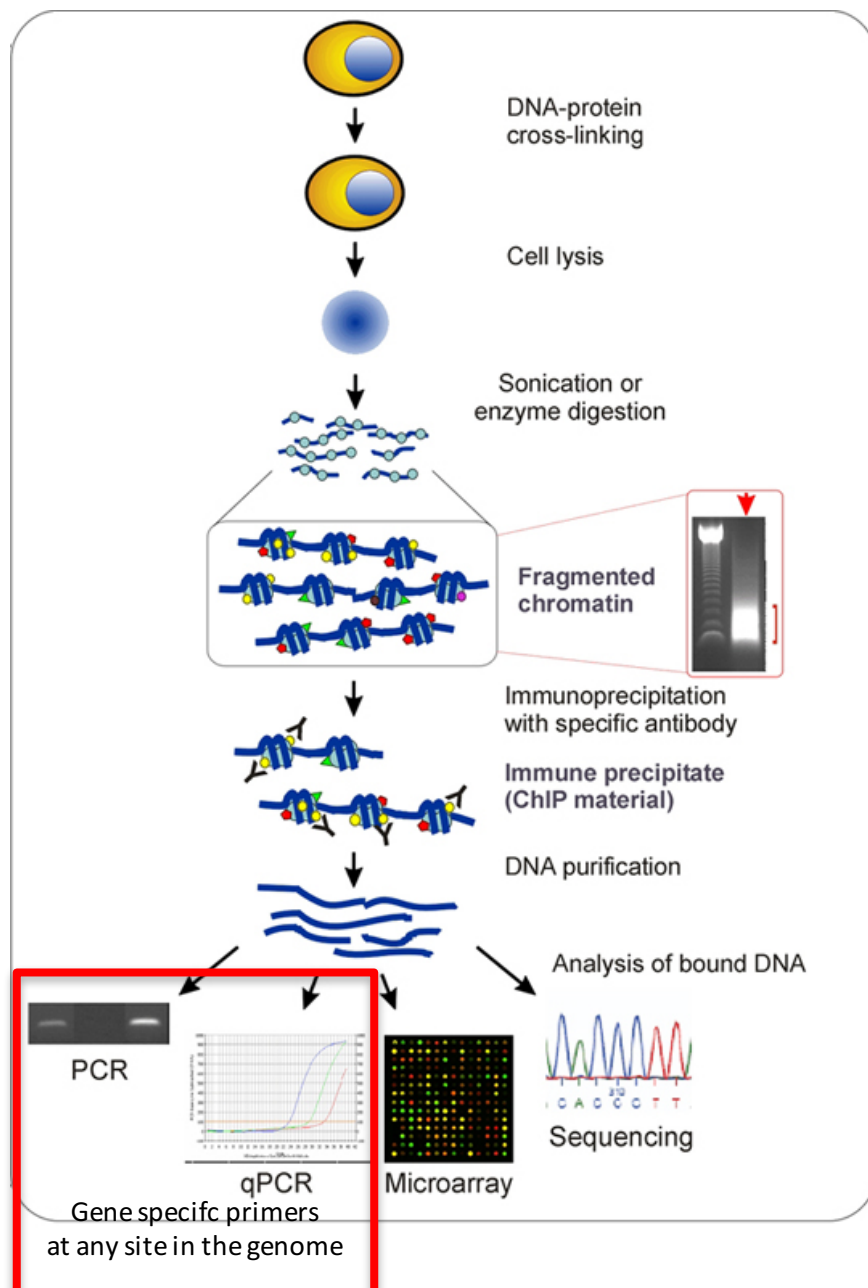 DNA-protein
cross-linking
Cell lysis
Sonication or
enzyme digestion
Fragmented
chromatin
Immunoprecipitation
with specific antibody
Immune precipitate
(ChIP material)
DNA purification
Analysis of bound DNA
PCR
qPCR
Microarray
C A C C C T T
Sequencing
Gene specifc primers
at any site in the genome